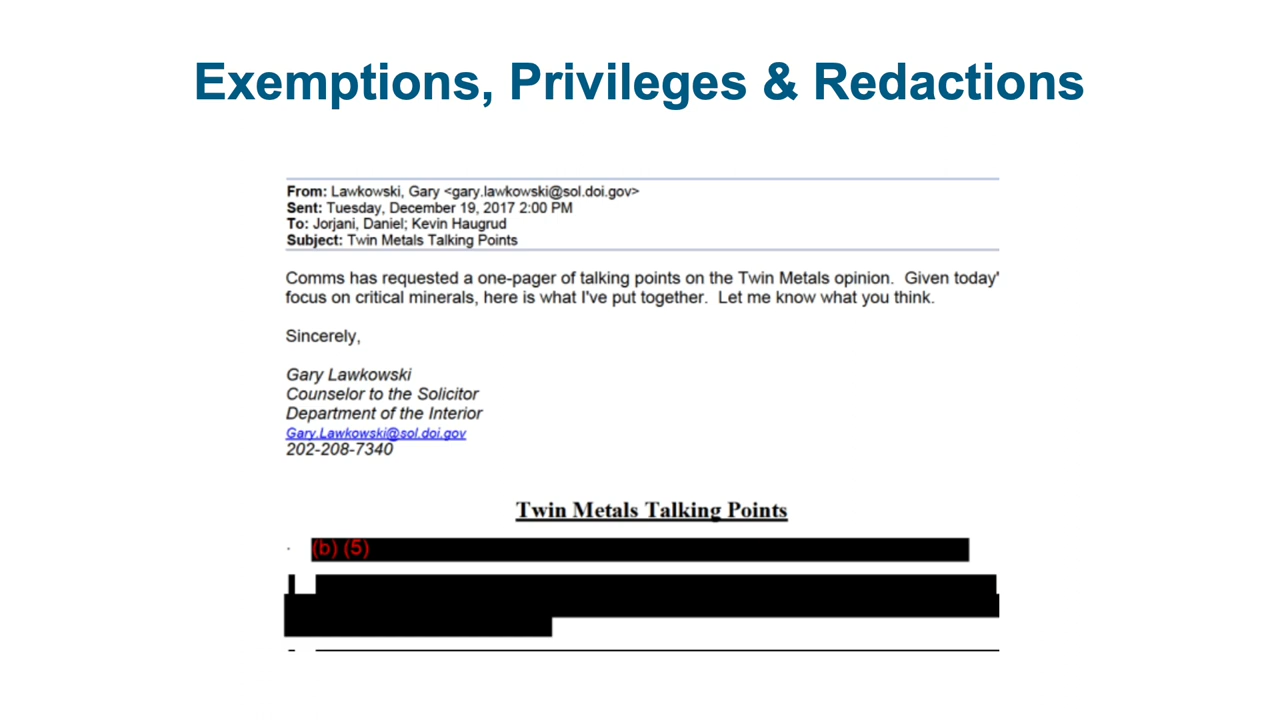 Exemptions, Privileges & Redactions
From: Lawkowski, Gary <gary.lawkowski@sol.doi.gov>
Sent: Tuesday, December 19, 2017 2:00 PM
To: Jorjani, Daniel; Kevin Haugrud
Subject: Twin Metals Talking Points
Comms has requested a one-pager of talking points on the Twin Metals opinion. Given today'
focus on critical minerals, here is what I've put together. Let me know what you think.
Sincerely,
Gary Lawkowski
Counselor to the Solicitor
Department of the Interior
Gary.Lawkowski@sol.doi.gov
202-208-7340
Twin Metals Talking Points
· (b) (5)